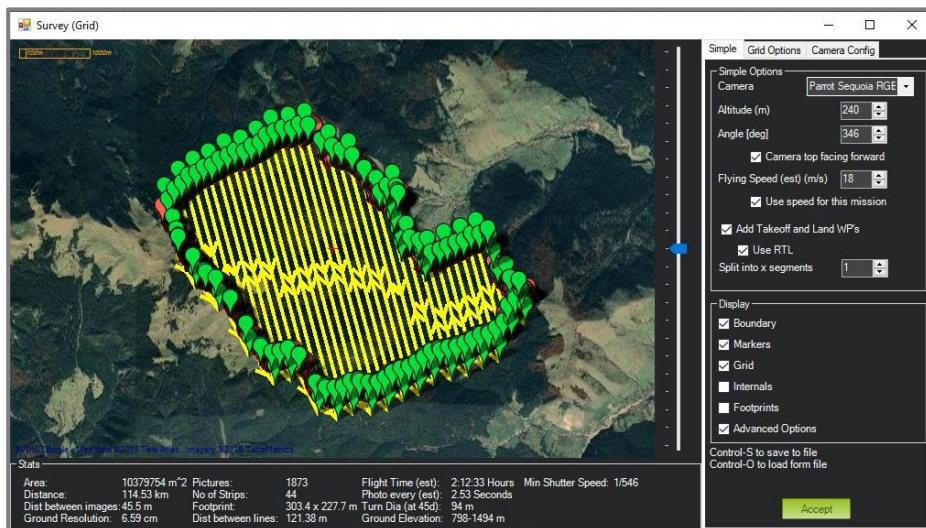 Survey (Grid)
100m 1000m
Simple Grid Options Camera Config
Simple Options
Camera Parrot Sequoia RGE
Altitude (m) 240
Angle [deg] 346
Camera top facing forward
Flying Speed (est) (m/s) 18
Use speed for this mission
Add Takeoff and Land WP's
Use RTL
Split into x segments 1
Display
Boundary
Markers
Grid
Internals
Footprints
Advanced Options
Control-S to save to file
Control-O to load form file
Accept
Stats
Area: 10379754 m^2 Pictures: 1873 Flight Time (est): 2:12:33 Hours Min Shutter Speed: 1/546
Distance: 114.53 km No of Strips: 44 Photo every (est): 2.53 Seconds
Dist between images: 45.5 m Footprint: 303.4 x 227.7 m Turn Dia (at 45d): 94 m
Ground Resolution: 6.59 cm Dist between lines: 121.38 m Ground Elevation: 798-1494 m